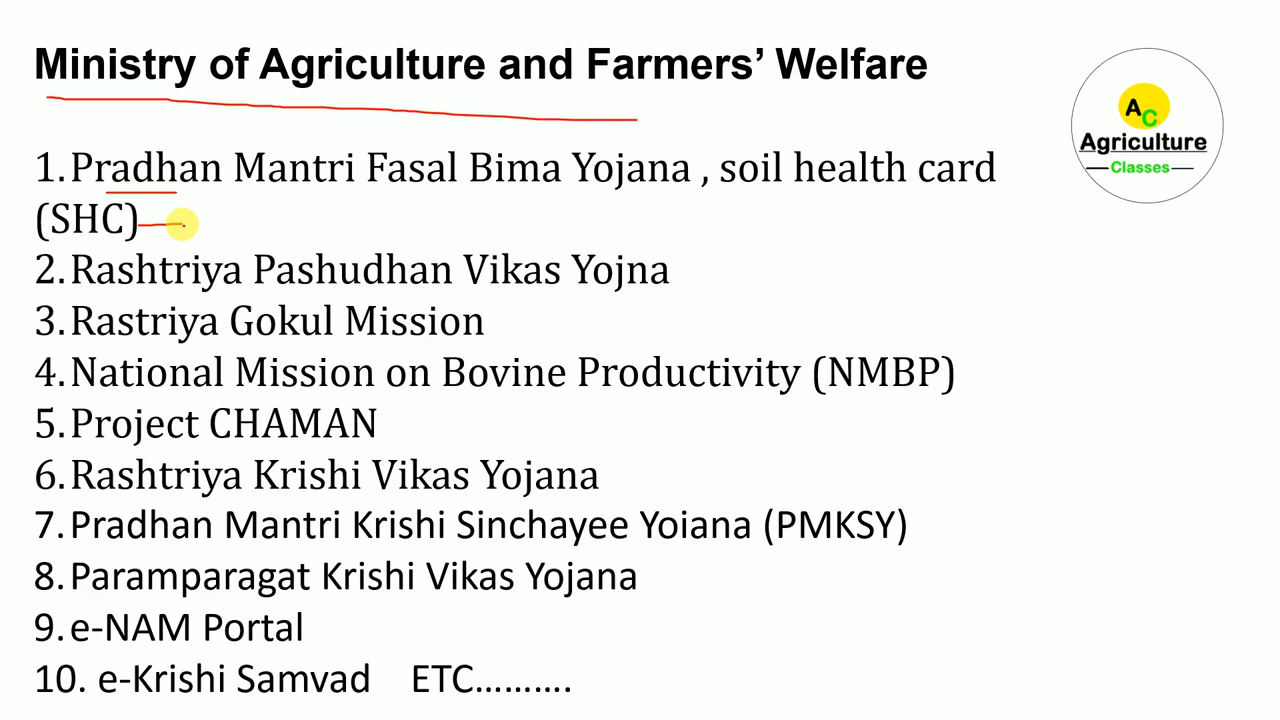 Ministry of Agriculture and Farmers’ Welfare
AC
Agriculture
Classes
1.Pradhan Mantri Fasal Bima Yojana , soil health card
(SHC)
2.Rashtriya Pashudhan Vikas Yojna
3.Rastriya Gokul Mission
4.National Mission on Bovine Productivity (NMBP)
5.Project CHAMAN
6.Rashtriya Krishi Vikas Yojana
7.Pradhan Mantri Krishi Sinchayee Yoiana (PMKSY)
8.Paramparagat Krishi Vikas Yojana
9.e-NAM Portal
10. e-Krishi Samvad ETC……….